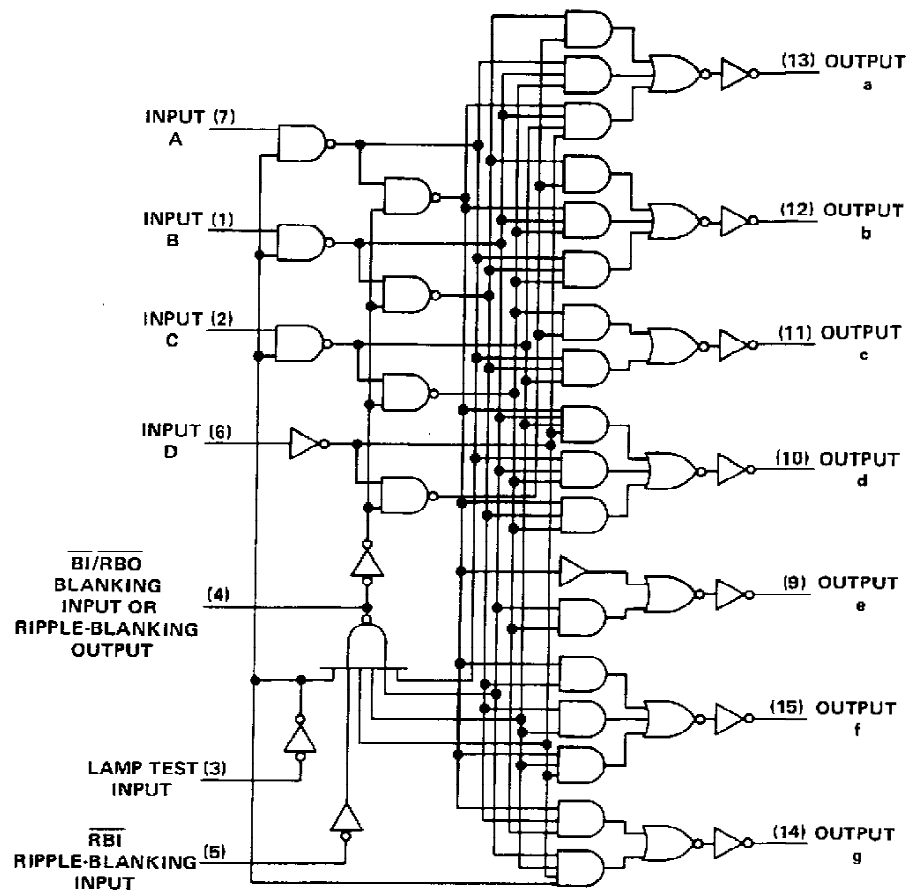 (13) OUTPUT
a
INPUT (7)
A
INPUT (1)
B
(12) OUTPUT
b
INPUT (2)
C
(11) OUTPUT
c
INPUT (6)
D
(10) OUTPUT
d
BI/RBO
BLANKING
INPUT OR (4)
RIPPLE-BLANKING
OUTPUT
(9) OUTPUT
e
(15) OUTPUT
f
LAMP TEST (3)
INPUT
RBI
RIPPLE-BLANKING (5)
INPUT
(14) OUTPUT
g